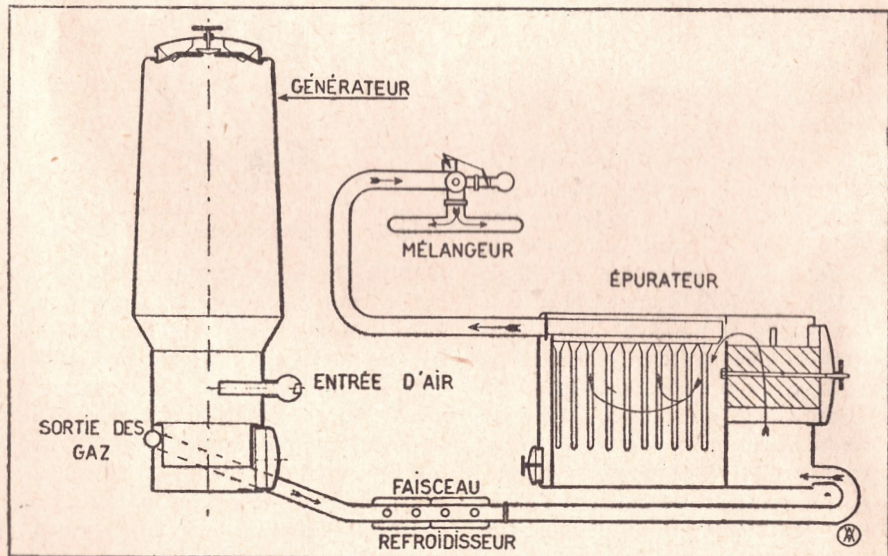 GÉNÉRATEUR
MÉLANGEUR
ÉPURATEUR
ENTRÉE D'AIR
SORTIE DES
GAZ
FAISCEAU
REFROIDISSEUR